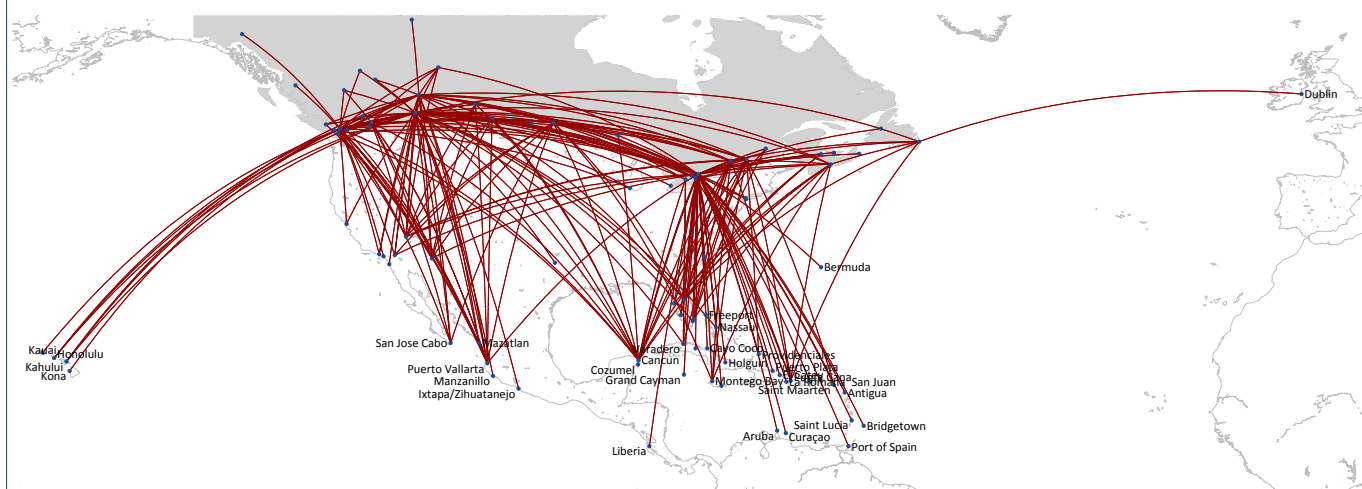 Dublin
Bermuda
Freeport
Nassau
San Jose Cabo
Mazatlan
Kauai
Honolulu
Kahului
Kona
Varadero
Cayo Coco
Cancun
Providenciales
Holguin
Puerto Plata
Cozumel
Grand Cayman
Puerto Vallarta
Manzanillo
Ixtapa/Zihuatanejo
Montego Bay
La Romana
Saint Maarten
San Juan
Antigua
Saint Lucia
Bridgetown
Aruba
Curaçao
Liberia
Port of Spain